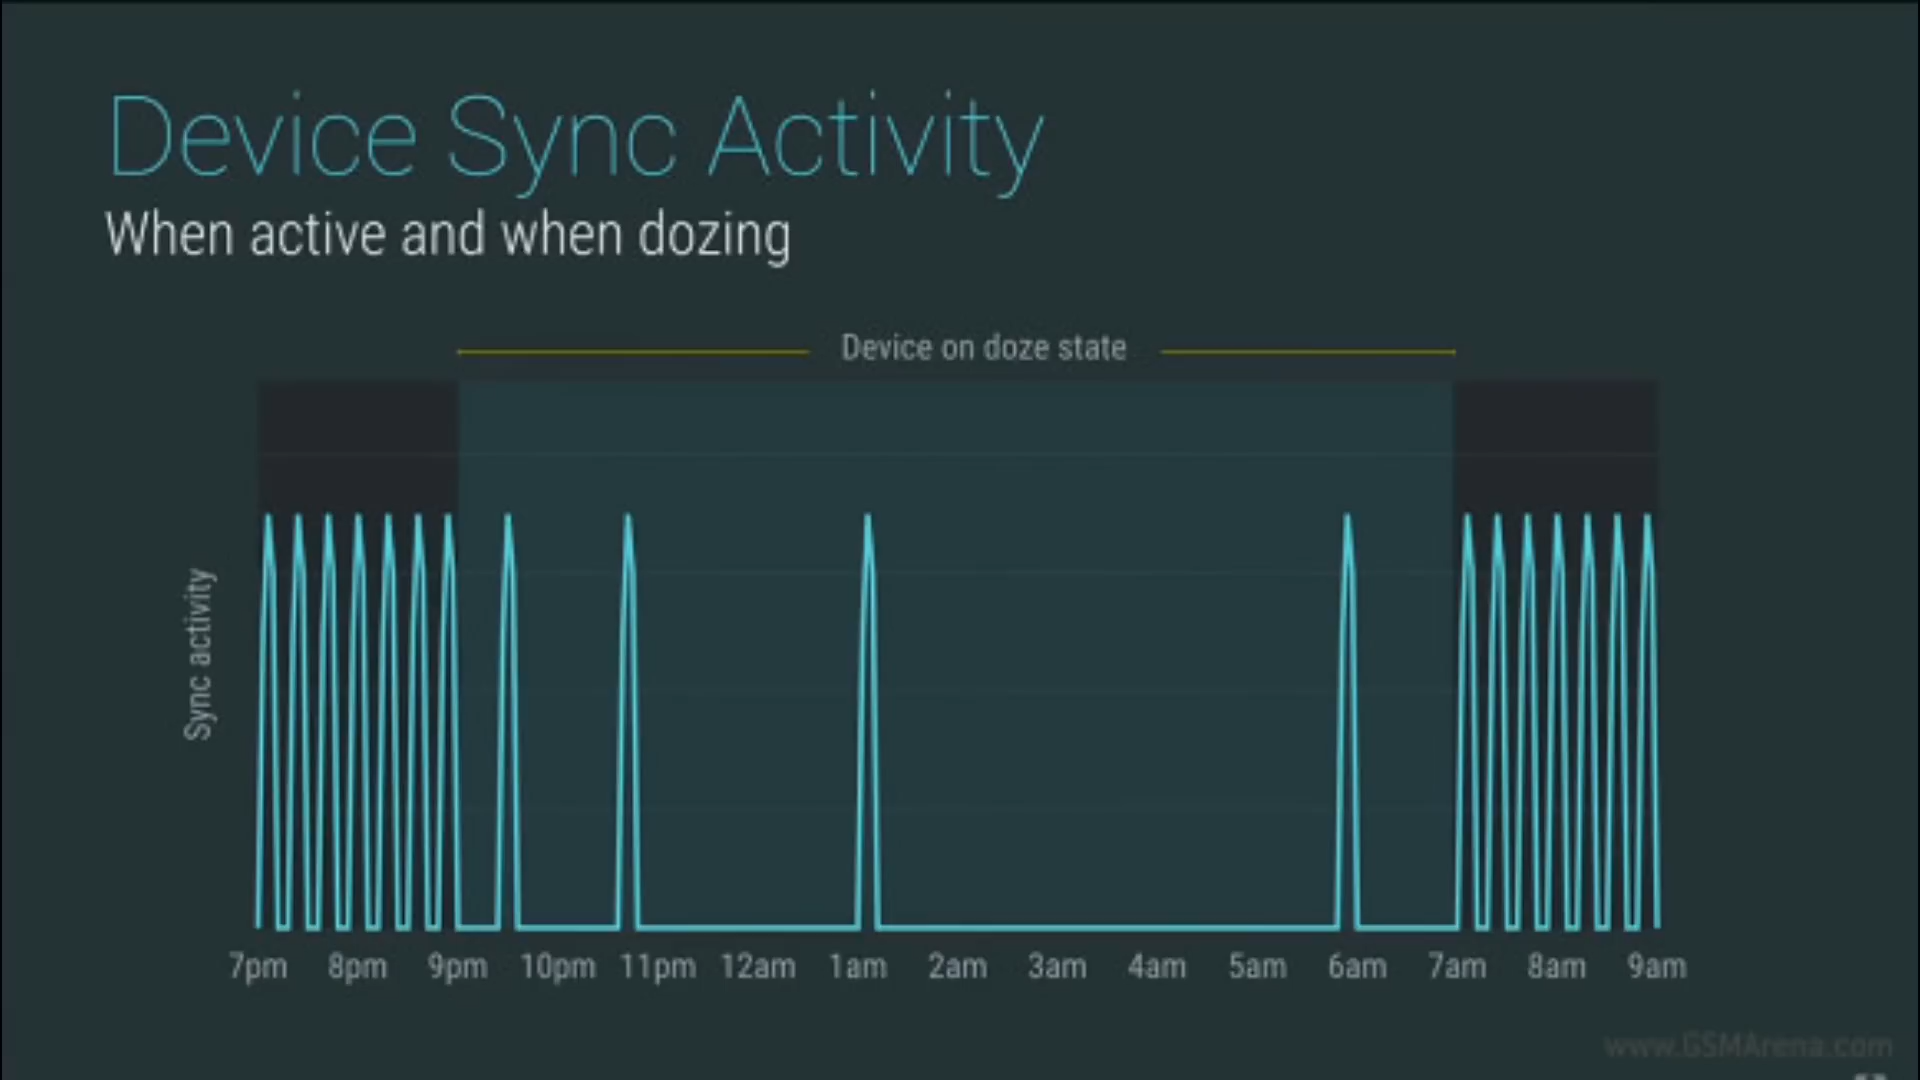 Device Sync Activity
When active and when dozing
Device on doze state
Sync activity
7pm 8pm 9pm 10pm 11pm 12am 1am 2am 3am 4am 5am 6am 7am 8am 9am
www.GSMArena.com